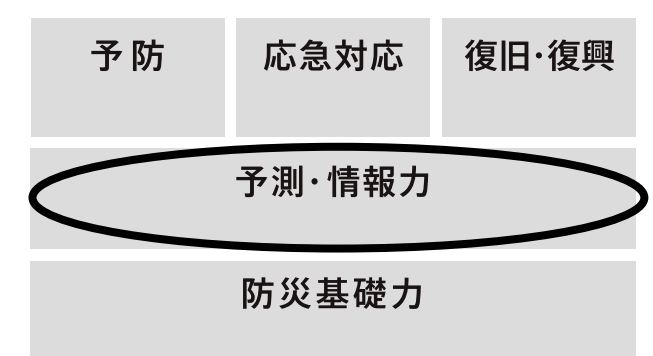 予防
応急対応
復旧・復興
予測・情報力
防災基礎力